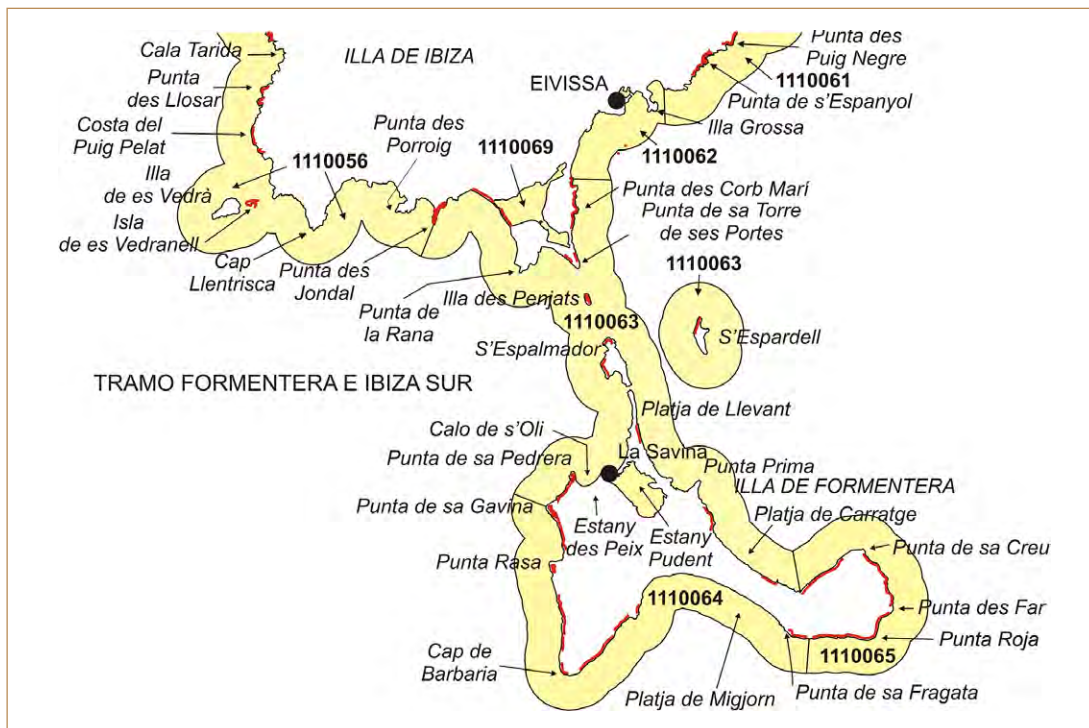 Cala Tarida
ILLA DE IBIZA
Punta des
Puig Negre
Punta
des Llosar
EIVISSA
1110061
Punta de s'Espanyol
Costa del
Puig Pelat
Punta des
Porroig
Illa Grossa
1110056
1110069
1110062
Illa
de es Vedrà
Punta des Corb Marí
Isla
de es Vedranell
Punta de sa Torre
de ses Portes
Cap
Llentrisca
Punta des
Jondal
1110063
Punta de
la Rana
Illa des Penjats
1110063
S'Espardell
S'Espalmador
TRAMO FORMENTERA E IBIZA SUR
Platja de Llevant
Calo de s'Oli
La Savina
Punta de sa Pedrera
Punta Prima
ILLA DE FORMENTERA
Punta de sa Gavina
Platja de Carratge
Estany
des Peix
Estany
Pudent
Punta de sa Creu
Punta Rasa
1110064
Punta des Far
Punta Roja
Cap de
Barbaria
1110065
Platja de Migjorn
Punta de sa Fragata